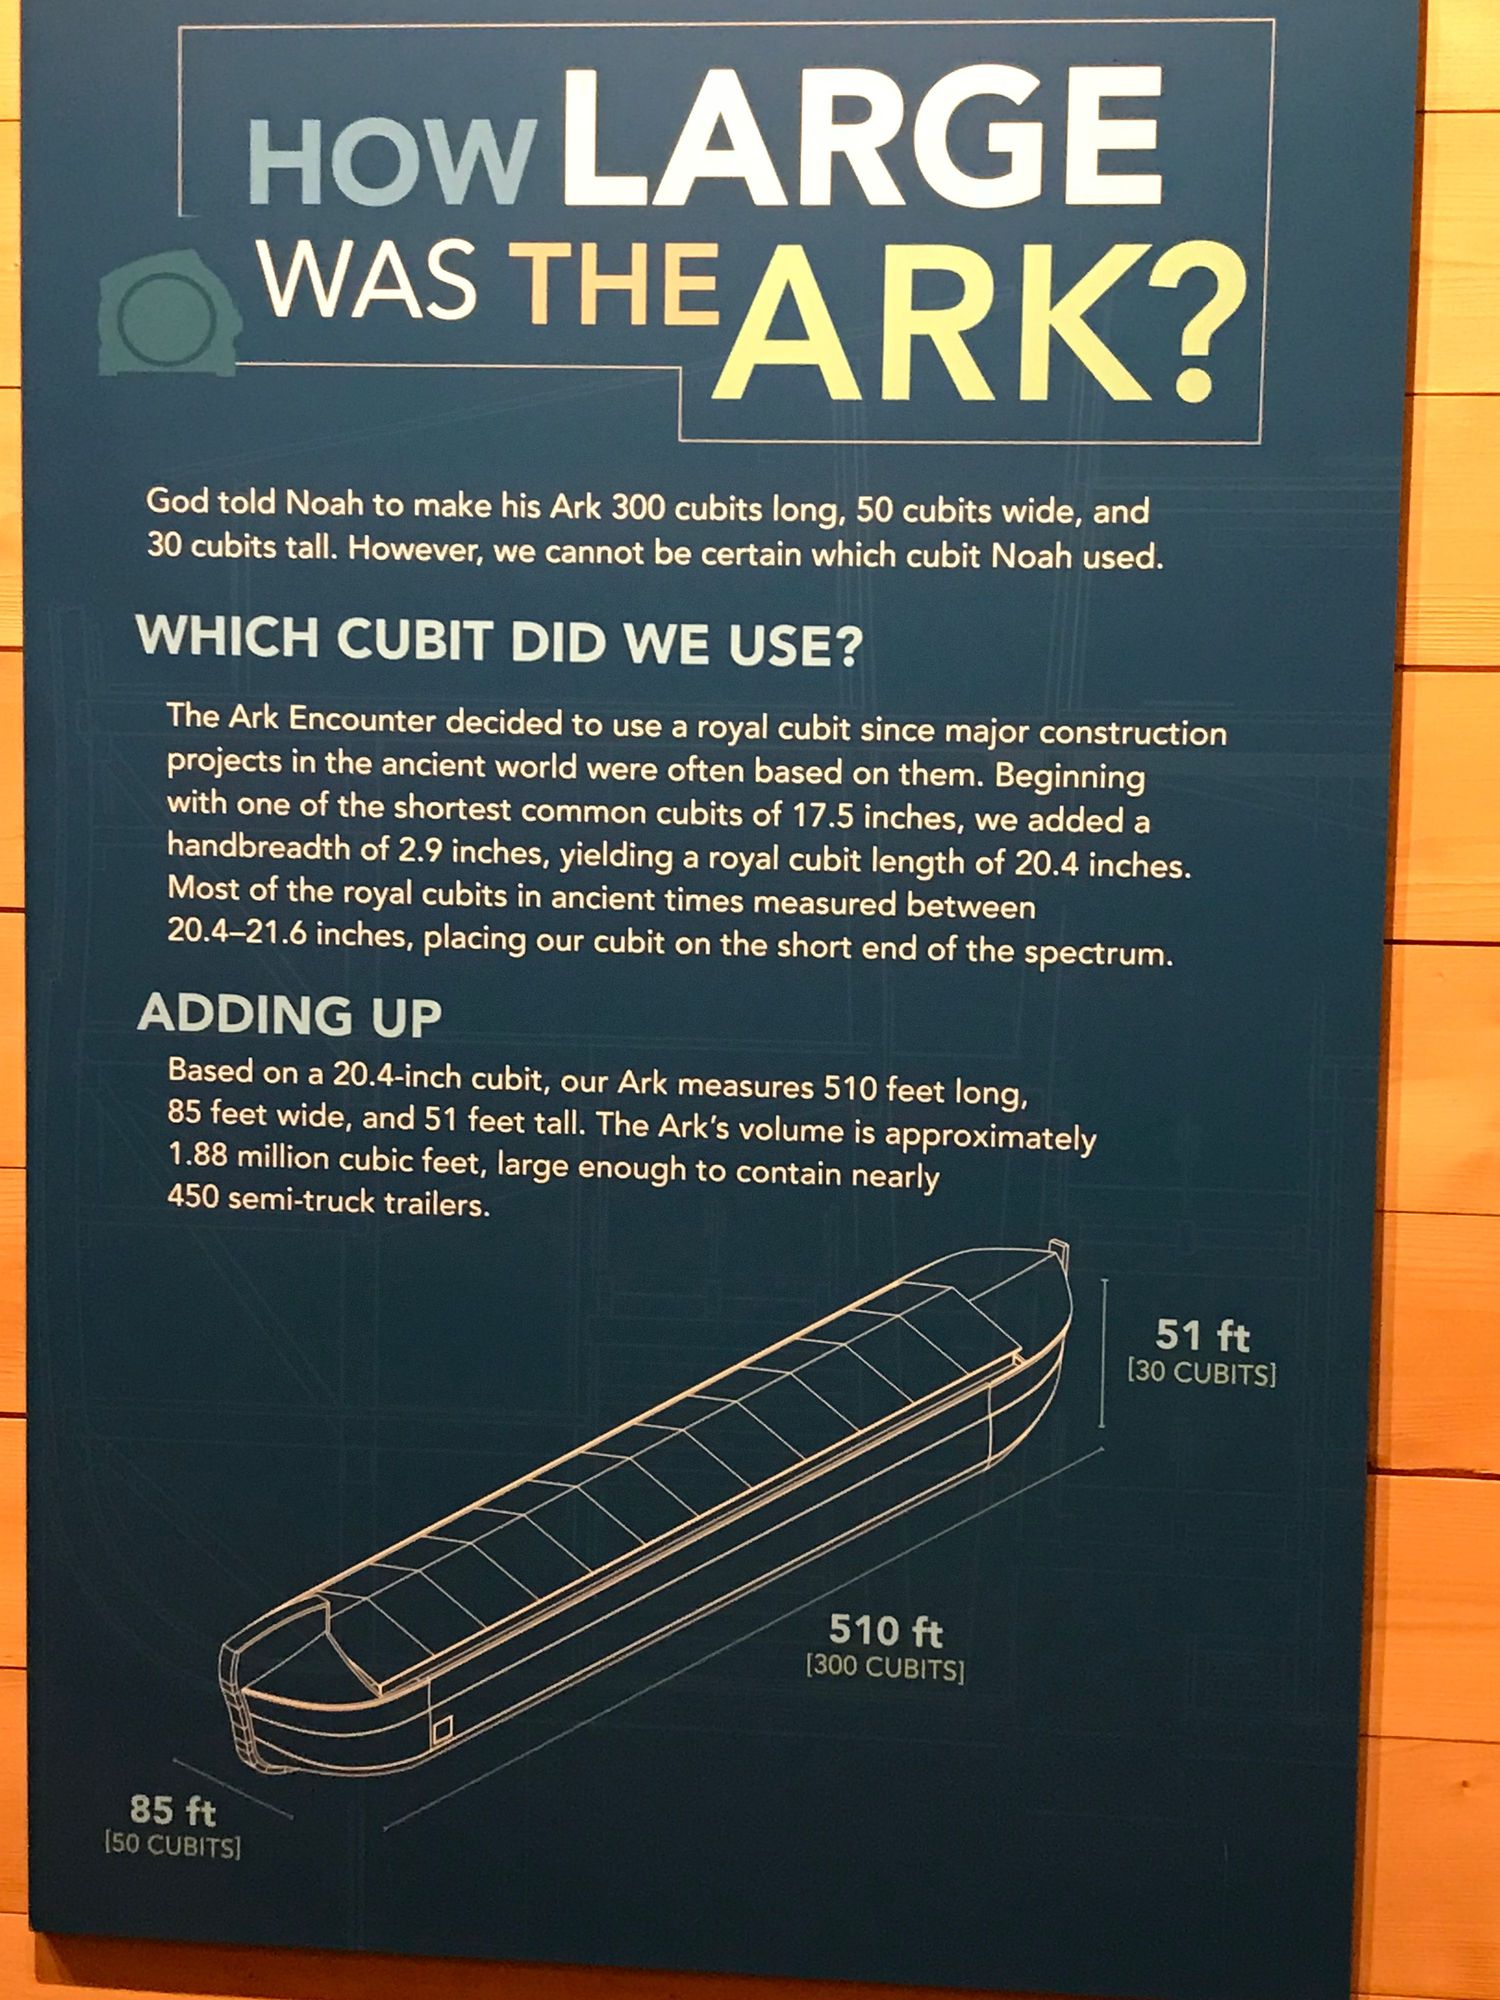 HOW LARGE
WAS THE ARK?
God told Noah to make his Ark 300 cubits long, 50 cubits wide, and
30 cubits tall. However, we cannot be certain which cubit Noah used.
WHICH CUBIT DID WE USE?
The Ark Encounter decided to use a royal cubit since major construction
projects in the ancient world were often based on them. Beginning
with one of the shortest common cubits of 17.5 inches, we added a
handbreadth of 2.9 inches, yielding a royal cubit length of 20.4 inches.
Most of the royal cubits in ancient times measured between
20.4–21.6 inches, placing our cubit on the short end of the spectrum.
ADDING UP
Based on a 20.4-inch cubit, our Ark measures 510 feet long,
85 feet wide, and 51 feet tall. The Ark's volume is approximately
1.88 million cubic feet, large enough to contain nearly
450 semi-truck trailers.
51 ft
[30 CUBITS]
510 ft
[300 CUBITS]
85 ft
[50 CUBITS]